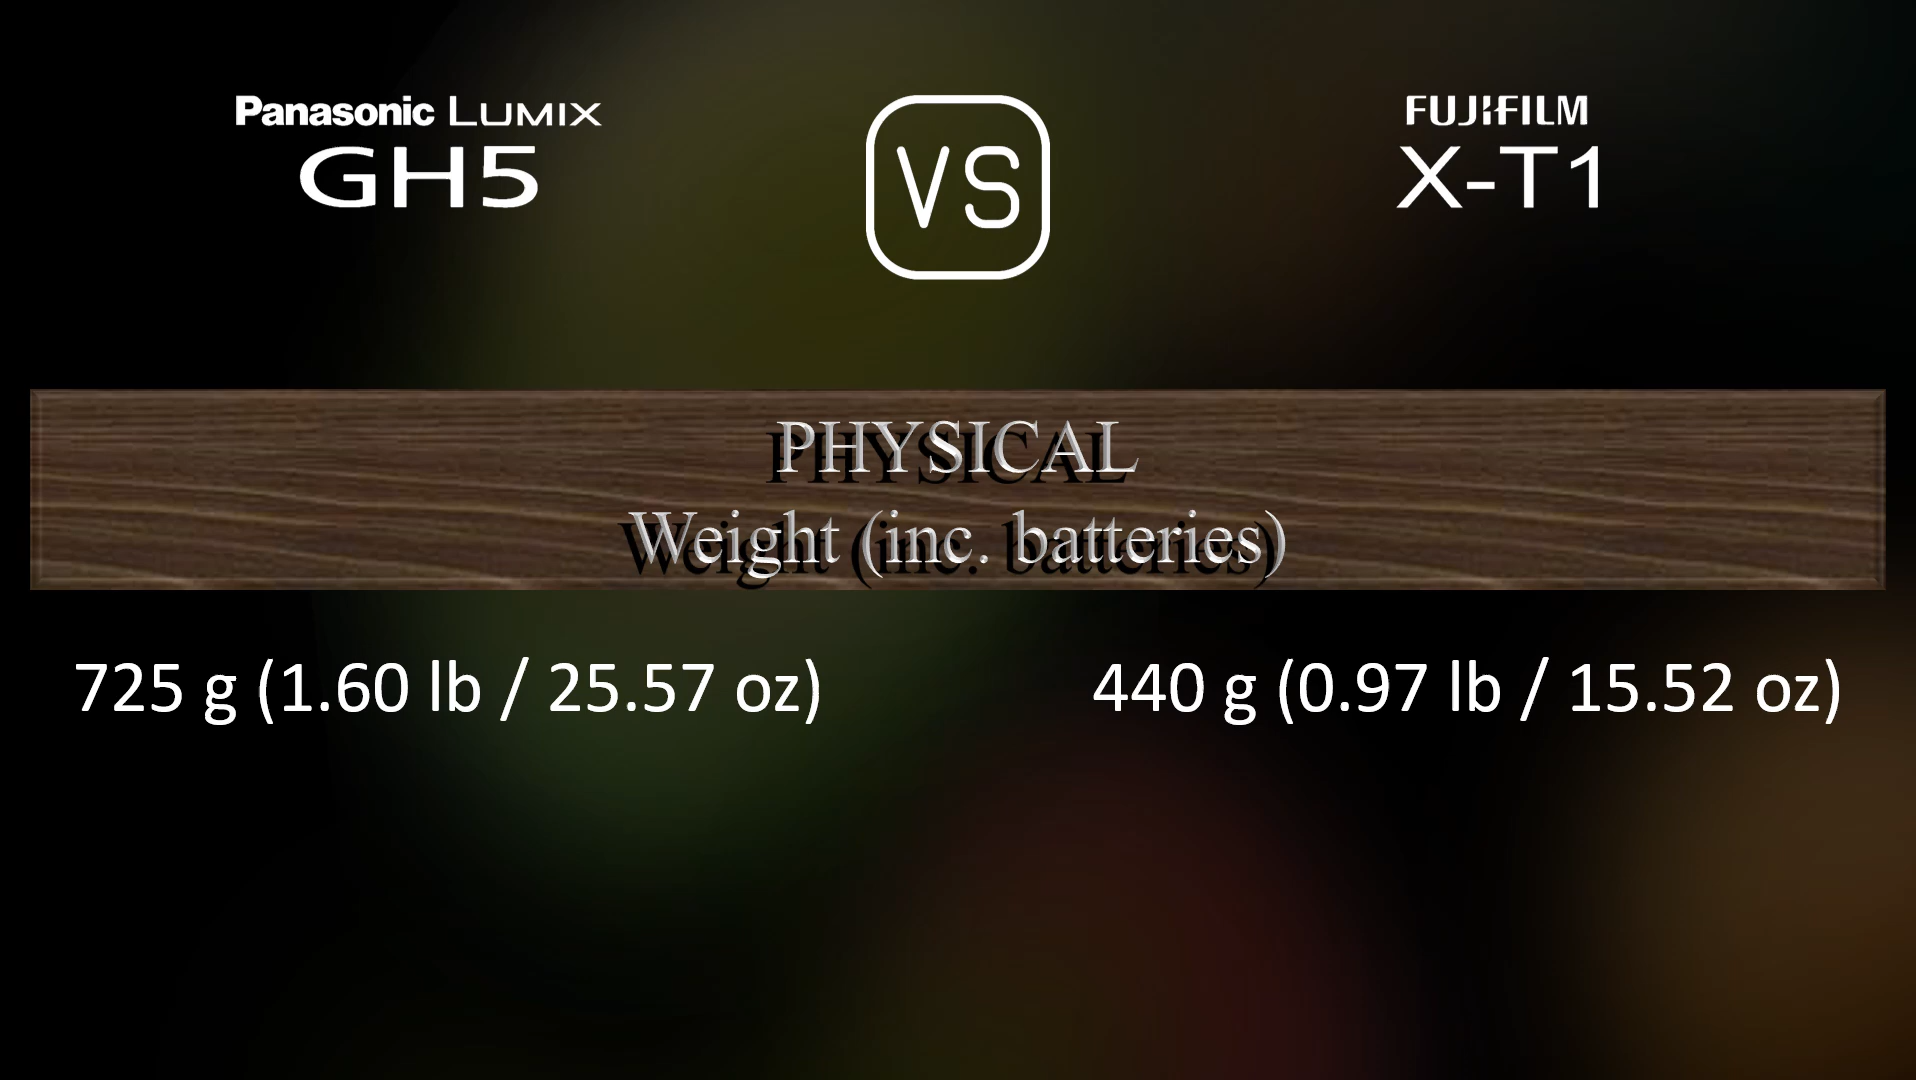 Panasonic LUMIX
GH5
VS
FUJIFILM
X-T1
PHYSICAL
Weight (inc. batteries)
725 g (1.60 lb / 25.57 oz)
440 g (0.97 lb / 15.52 oz)